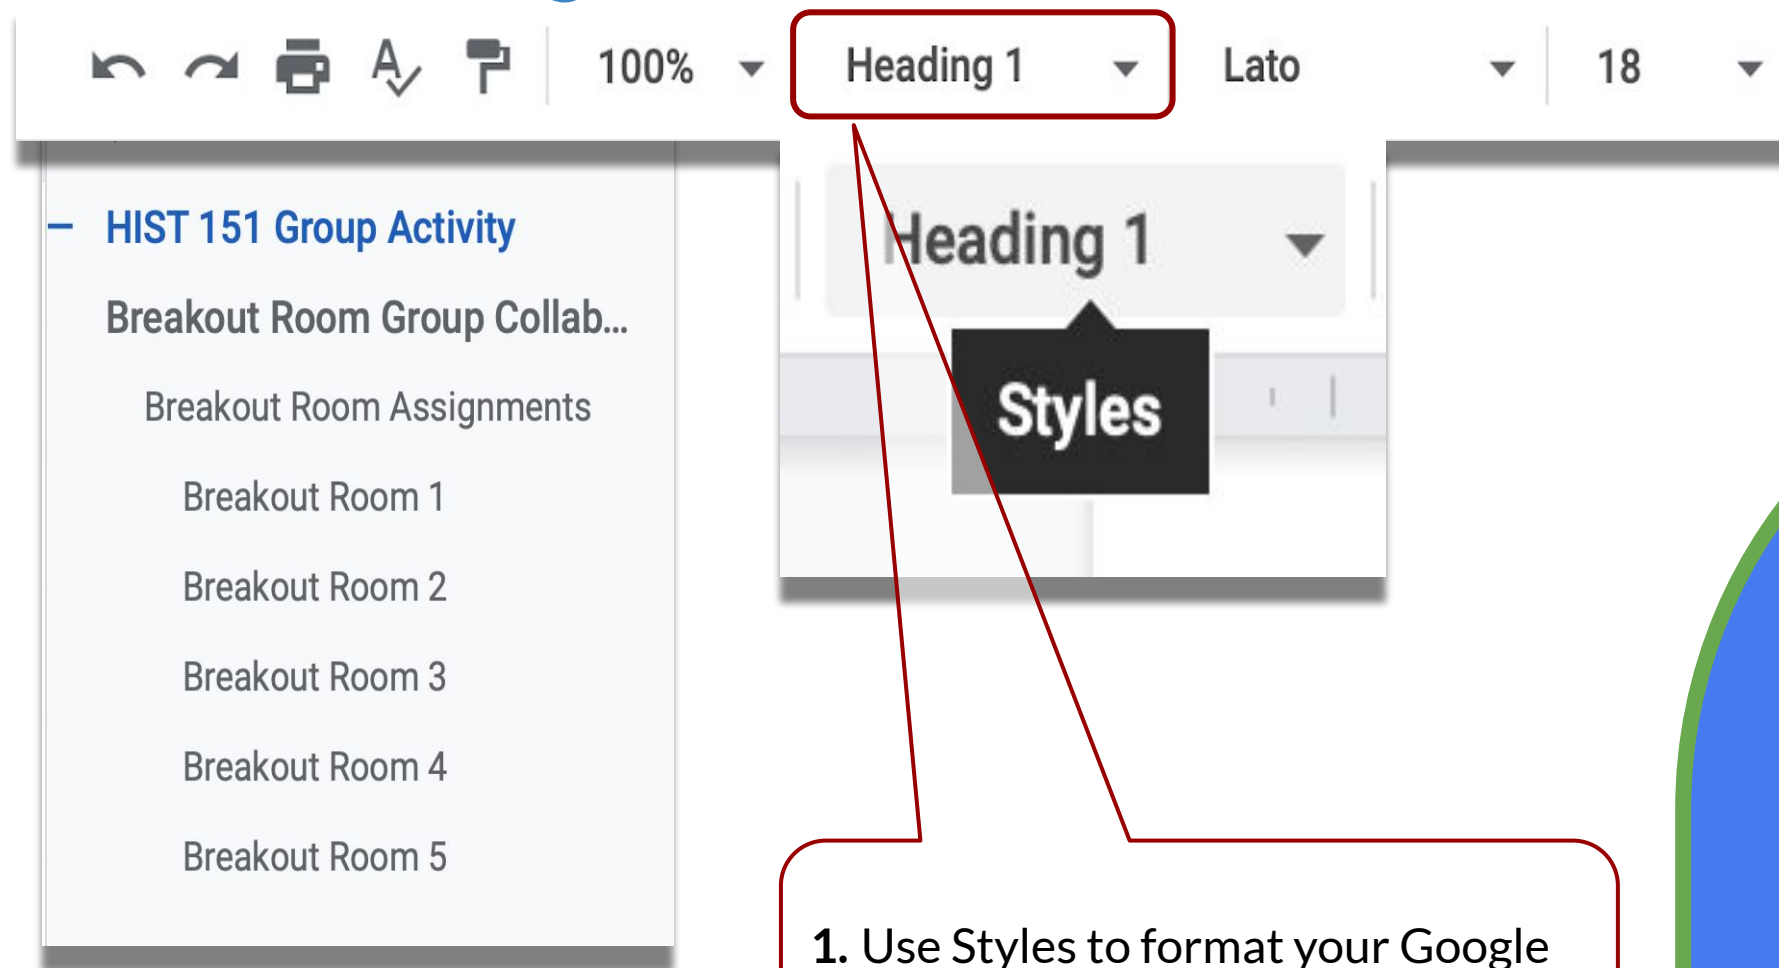 100% Heading 1 Lato 18
HIST 151 Group Activity
Breakout Room Group Collab...
Breakout Room Assignments
Breakout Room 1
Breakout Room 2
Breakout Room 3
Breakout Room 4
Breakout Room 5
Heading 1
Styles
1. Use Styles to format your Google